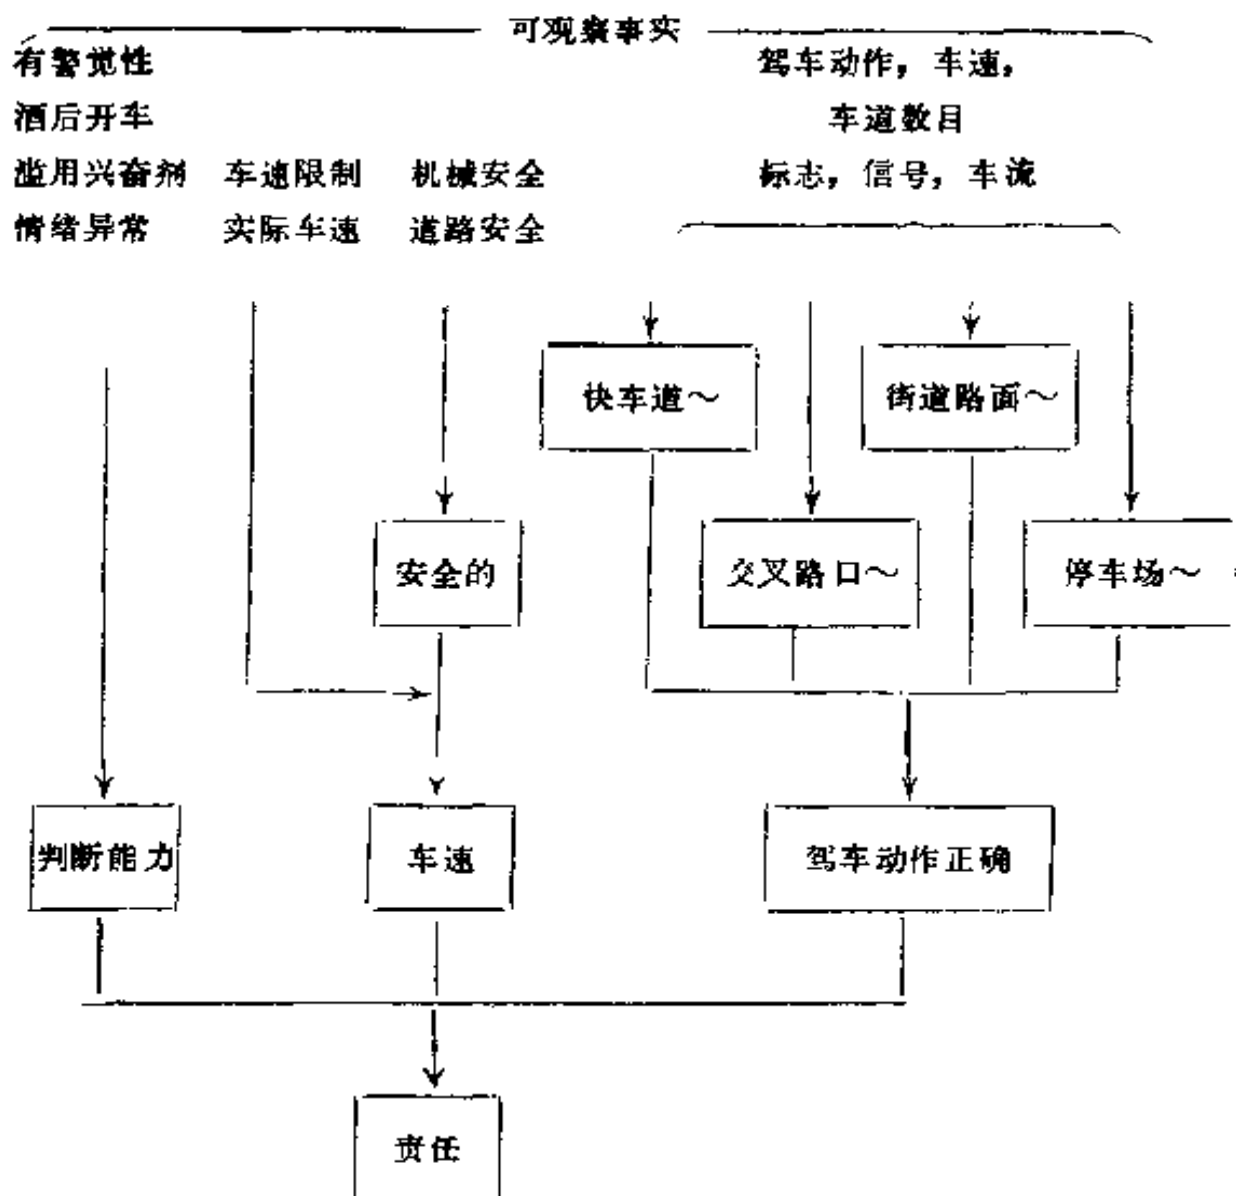 可观察事实
有警觉性
酒后开车
滥用兴奋剂
情绪异常
车速限制
实际车速
机械安全
道路安全
驾车动作，车速，
车道数目
标志，信号，车流
快车道～
街道路面～
安全的
交叉路口～
停车场～
判断能力
车速
驾车动作正确
责任